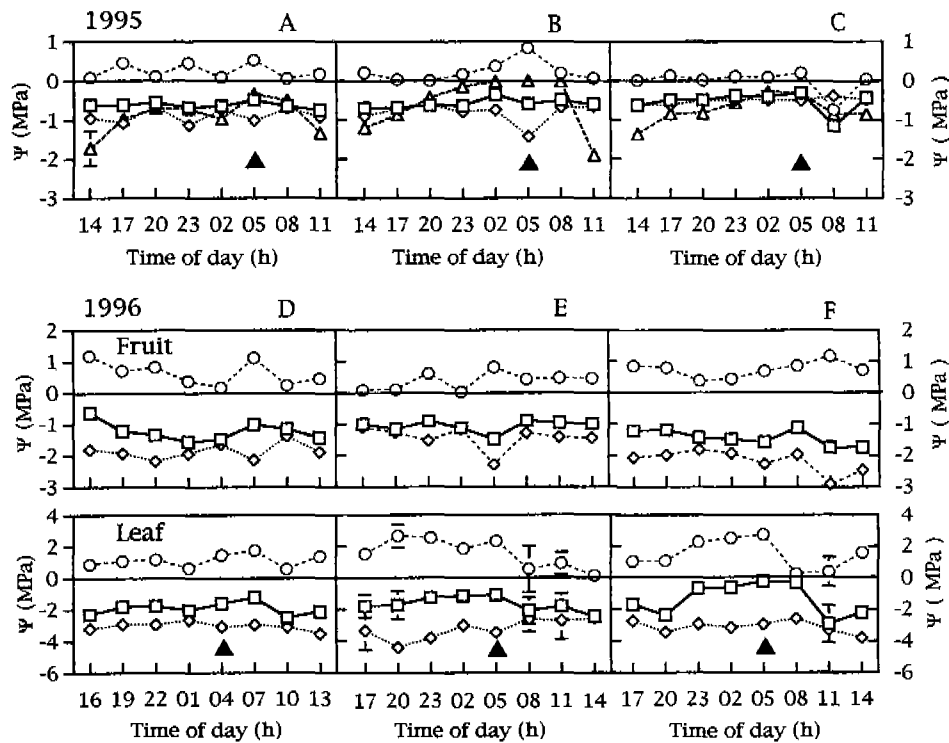 1995 A B C
1 1
0 0
-1 -1
-2 -2
-3 -3
Ψ (MPa) Ψ ( MPa)
14 17 20 23 02 05 08 11 14 17 20 23 02 05 08 11 14 17 20 23 02 05 08 11
Time of day (h) Time of day (h) Time of day (h)
1996 D E F
2 2
Fruit
1 1
0 0
-1 -1
-2 -2
-3 -3
Ψ (MPa) Ψ ( MPa)
4 4
Leaf
2 2
0 0
-2 -2
-4 -4
-6 -6
Ψ (MPa) Ψ (MPa)
16 19 22 01 04 07 10 13 17 20 23 02 05 08 11 14 17 20 23 02 05 08 11 14
Time of day (h) Time of day (h) Time of day (h)